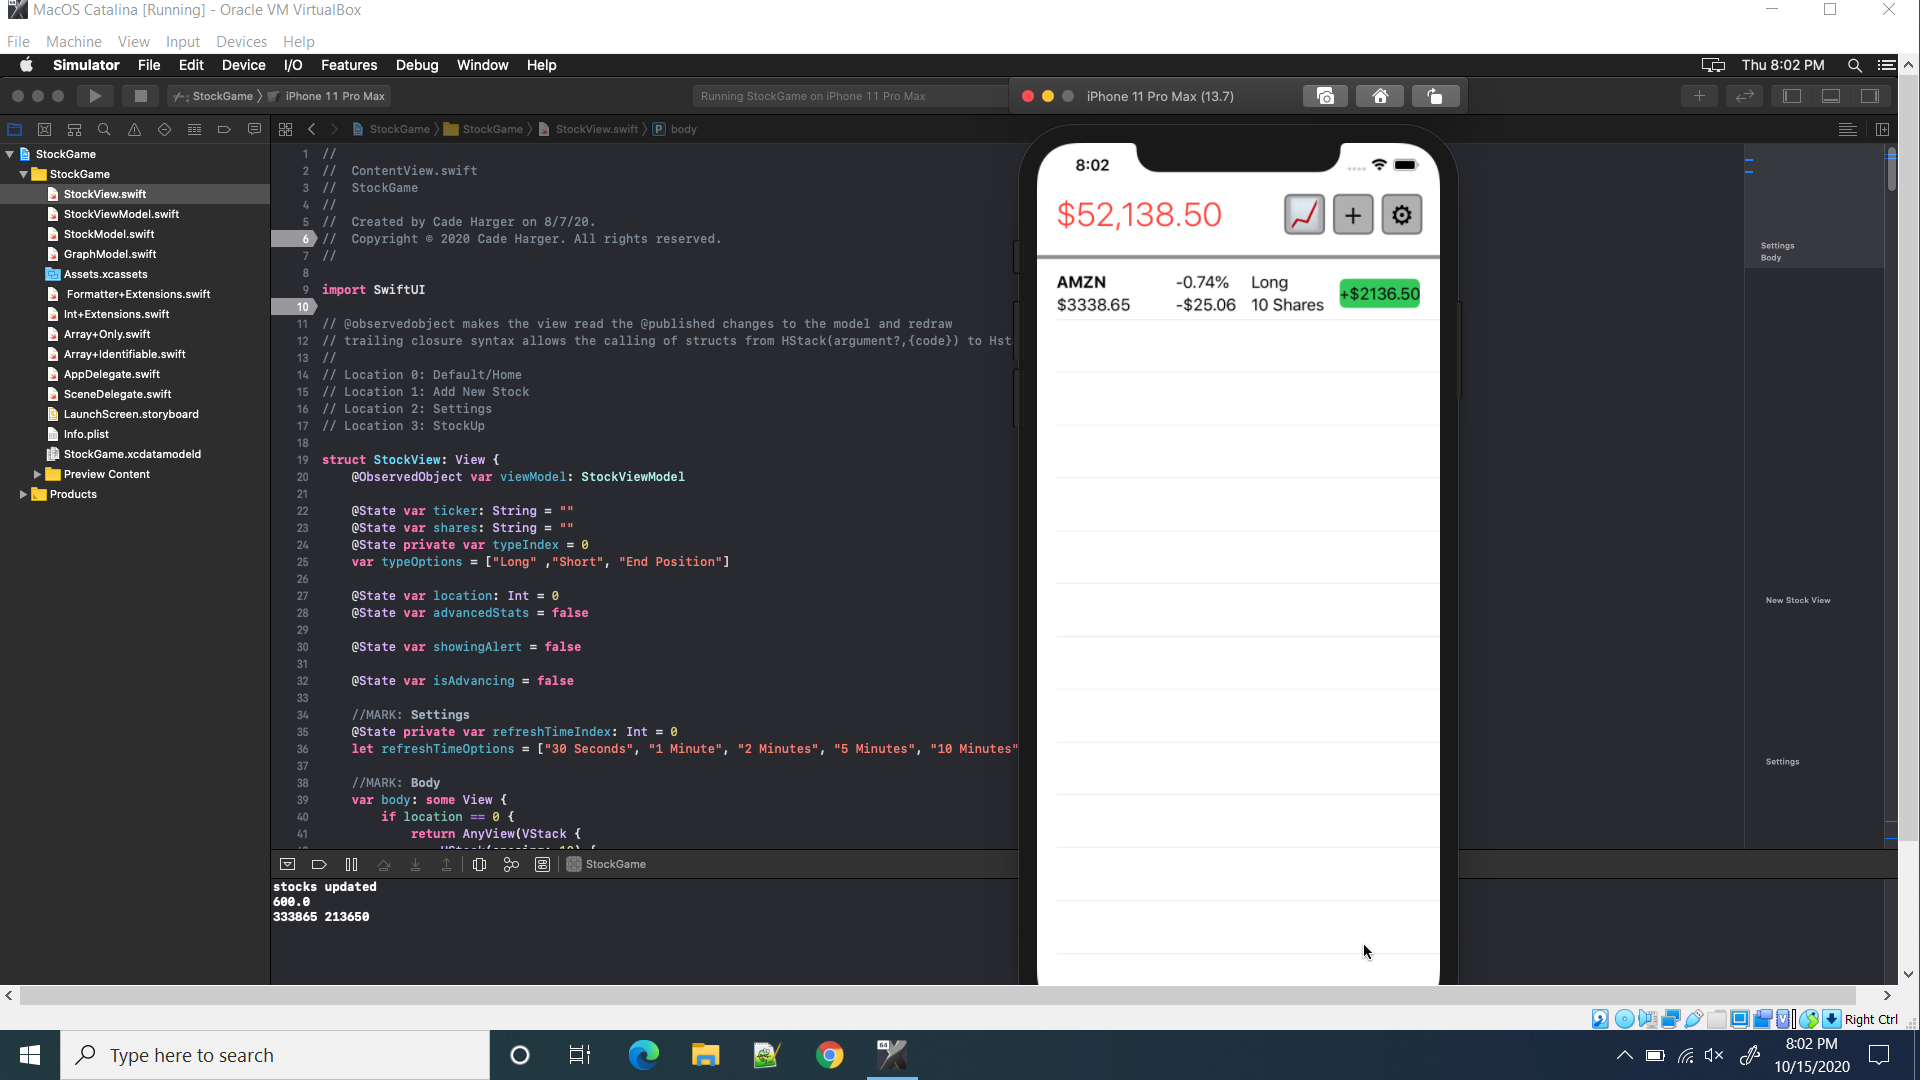 MacOS Catalina [Running] - Oracle VM VirtualBox
File Machine View Input Devices Help
Simulator File Edit Device I/O Features Debug Window Help
Thu 8:02 PM
StockGame
iPhone 11 Pro Max
Running StockGame on iPhone 11 Pro Max
iPhone 11 Pro Max (13.7)
StockGame
StockGame
StockView.swift
P body
StockGame
StockGame
StockView.swift
StockViewModel.swift
StockModel.swift
GraphModel.swift
Assets.xcassets
Formatter+Extensions.swift
Int+Extensions.swift
Array+Only.swift
Array+Identifiable.swift
AppDelegate.swift
SceneDelegate.swift
LaunchScreen.storyboard
Info.plist
StockGame.xcdatamodeld
Preview Content
Products
1 //
2 // ContentView.swift
3 // StockGame
4 //
5 // Created by Cade Harger on 8/7/20.
6 // Copyright © 2020 Cade Harger. All rights reserved.
7 //
8
9 import SwiftUI
10
11 // @observedobject makes the view read the @published changes to the model and redraw
12 // trailing closure syntax allows the calling of structs from HStack(argument?,{code}) to Hst
13 //
14 // Location 0: Default/Home
15 // Location 1: Add New Stock
16 // Location 2: Settings
17 // Location 3: StockUp
18
19 struct StockView: View {
20 @ObservedObject var viewModel: StockViewModel
21
22 @State var ticker: String = ""
23 @State var shares: String = ""
24 @State private var typeIndex = 0
25 var typeOptions = ["Long" ,"Short", "End Position"]
26
27 @State var location: Int = 0
28 @State var advancedStats = false
29
30 @State var showingAlert = false
31
32 @State var isAdvancing = false
33
34 //MARK: Settings
35 @State private var refreshTimeIndex: Int = 0
36 let refreshTimeOptions = ["30 Seconds", "1 Minute", "2 Minutes", "5 Minutes", "10 Minutes"
37
38 //MARK: Body
39 var body: some View {
40 if location == 0 {
41 return AnyView(VStack {
8:02
$52,138.50
+
AMZN -0.74% Long
$3338.65 -$25.06 10 Shares
+$2136.50
Settings
Body
New Stock View
Settings
StockGame
stocks updated
600.0
333865 213650
Right Ctrl
Type here to search
64
8:02 PM
10/15/2020